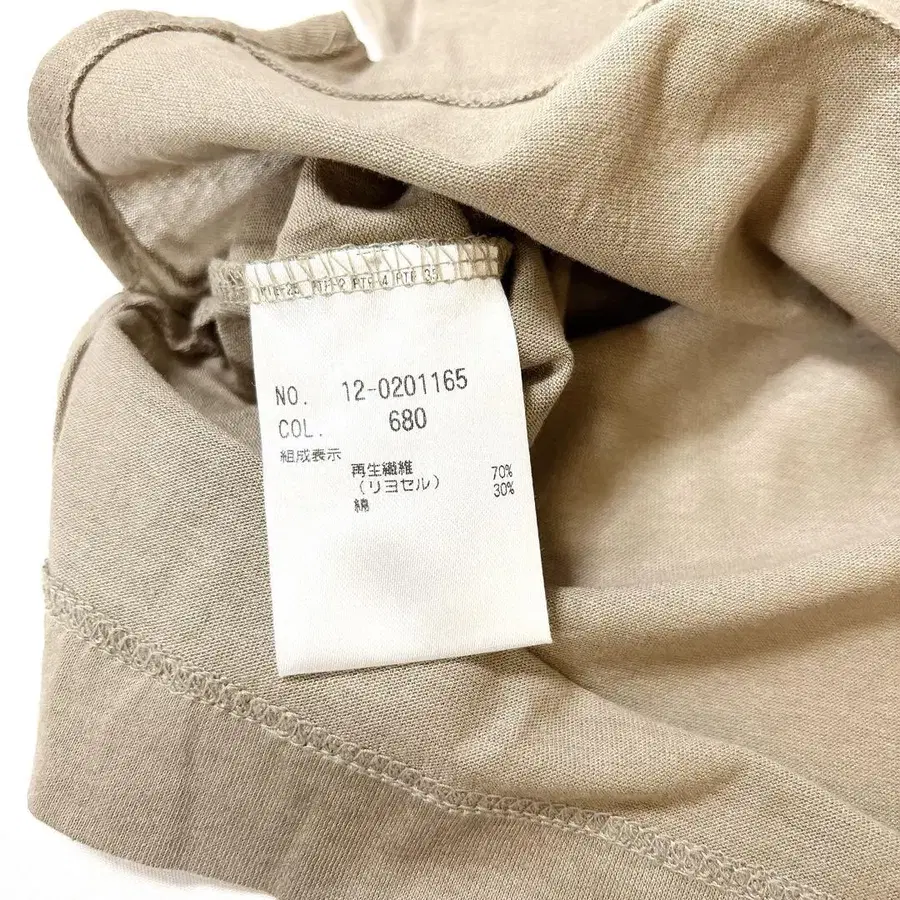 NO. 12-0201165
COL. 680
組成表示
再生繊維 70%
(リヨセル) 30%
綿